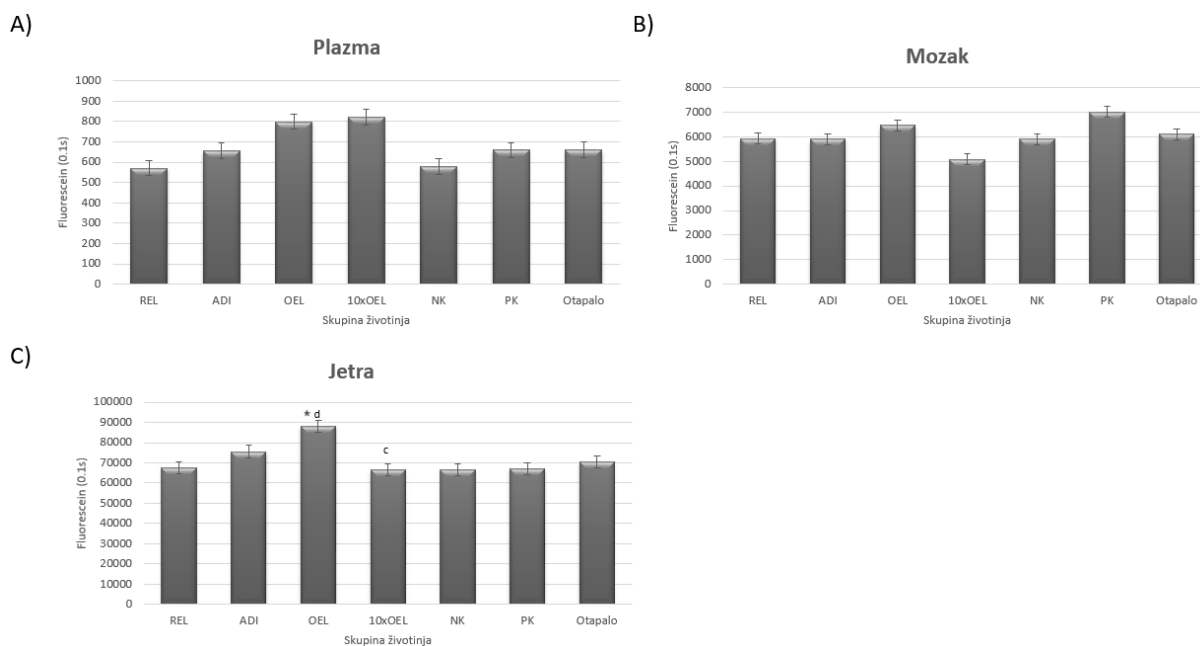 A)
Plazma
Fluorescein (0.1s)
1000
900
800
700
600
500
400
300
200
100
0
REL ADI OEL 10xOEL NK PK Otapalo
Skupina životinja
B)
Mozak
Fluorescein (0.1s)
8000
7000
6000
5000
4000
3000
2000
1000
0
REL ADI OEL 10xOEL NK PK Otapalo
Skupina životinja
C)
Jetra
Fluorescein (0.1s)
100000
90000
80000
70000
60000
50000
40000
30000
20000
10000
0
* d
c
REL ADI OEL 10xOEL NK PK Otapalo
Skupina životinja